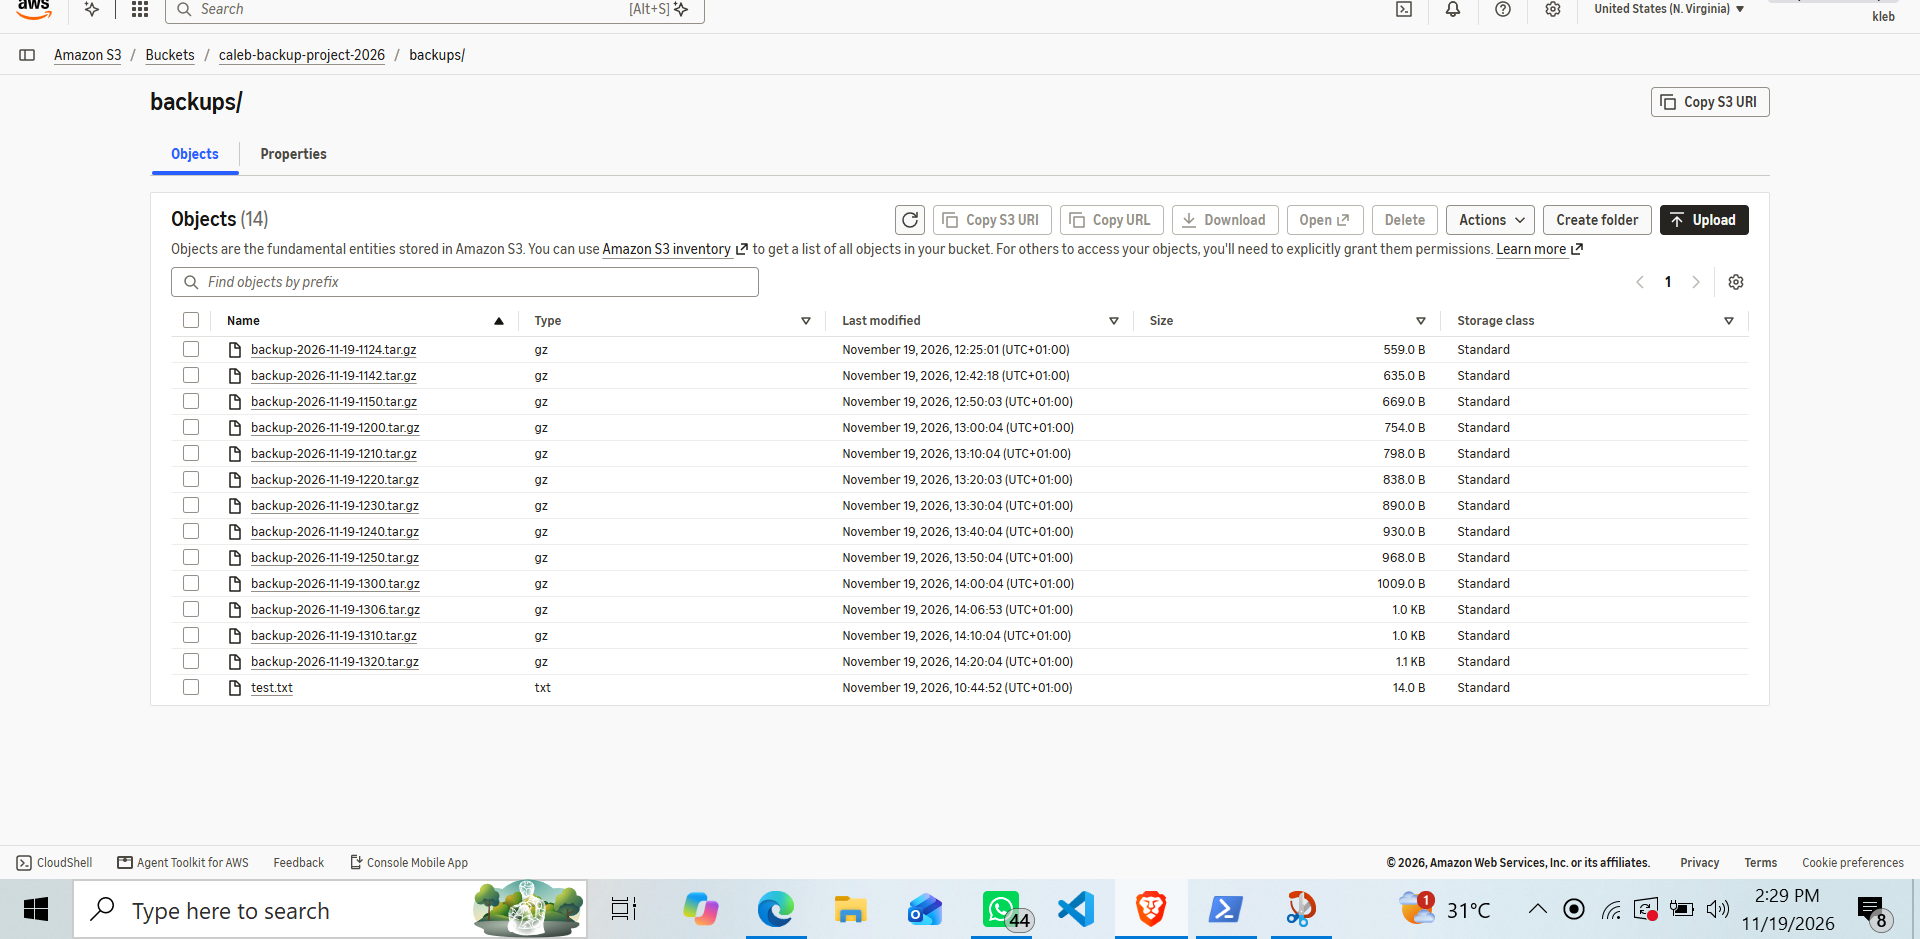 aws
Search [Alt+S]
United States (N. Virginia)
kleb
Amazon S3 / Buckets / caleb-backup-project-2026 / backups/
backups/
Copy S3 URI
Objects
Properties
Objects (14)
Copy S3 URI
Copy URL
Download
Open
Delete
Actions
Create folder
Upload
Objects are the fundamental entities stored in Amazon S3. You can use Amazon S3 inventory to get a list of all objects in your bucket. For others to access your objects, you'll need to explicitly grant them permissions. Learn more
Find objects by prefix
1
Name Type Last modified Size Storage class
backup-2026-11-19-1124.tar.gz gz November 19, 2026, 12:25:01 (UTC+01:00) 559.0 B Standard
backup-2026-11-19-1142.tar.gz gz November 19, 2026, 12:42:18 (UTC+01:00) 635.0 B Standard
backup-2026-11-19-1150.tar.gz gz November 19, 2026, 12:50:03 (UTC+01:00) 669.0 B Standard
backup-2026-11-19-1200.tar.gz gz November 19, 2026, 13:00:04 (UTC+01:00) 754.0 B Standard
backup-2026-11-19-1210.tar.gz gz November 19, 2026, 13:10:04 (UTC+01:00) 798.0 B Standard
backup-2026-11-19-1220.tar.gz gz November 19, 2026, 13:20:03 (UTC+01:00) 838.0 B Standard
backup-2026-11-19-1230.tar.gz gz November 19, 2026, 13:30:04 (UTC+01:00) 890.0 B Standard
backup-2026-11-19-1240.tar.gz gz November 19, 2026, 13:40:04 (UTC+01:00) 930.0 B Standard
backup-2026-11-19-1250.tar.gz gz November 19, 2026, 13:50:04 (UTC+01:00) 968.0 B Standard
backup-2026-11-19-1300.tar.gz gz November 19, 2026, 14:00:04 (UTC+01:00) 1009.0 B Standard
backup-2026-11-19-1306.tar.gz gz November 19, 2026, 14:06:53 (UTC+01:00) 1.0 KB Standard
backup-2026-11-19-1310.tar.gz gz November 19, 2026, 14:10:04 (UTC+01:00) 1.0 KB Standard
backup-2026-11-19-1320.tar.gz gz November 19, 2026, 14:20:04 (UTC+01:00) 1.1 KB Standard
test.txt txt November 19, 2026, 10:44:52 (UTC+01:00) 14.0 B Standard
CloudShell Agent Toolkit for AWS Feedback Console Mobile App © 2026, Amazon Web Services, Inc. or its affiliates. Privacy Terms Cookie preferences
Type here to search
44
1
31°C
2:29 PM
11/19/2026
8